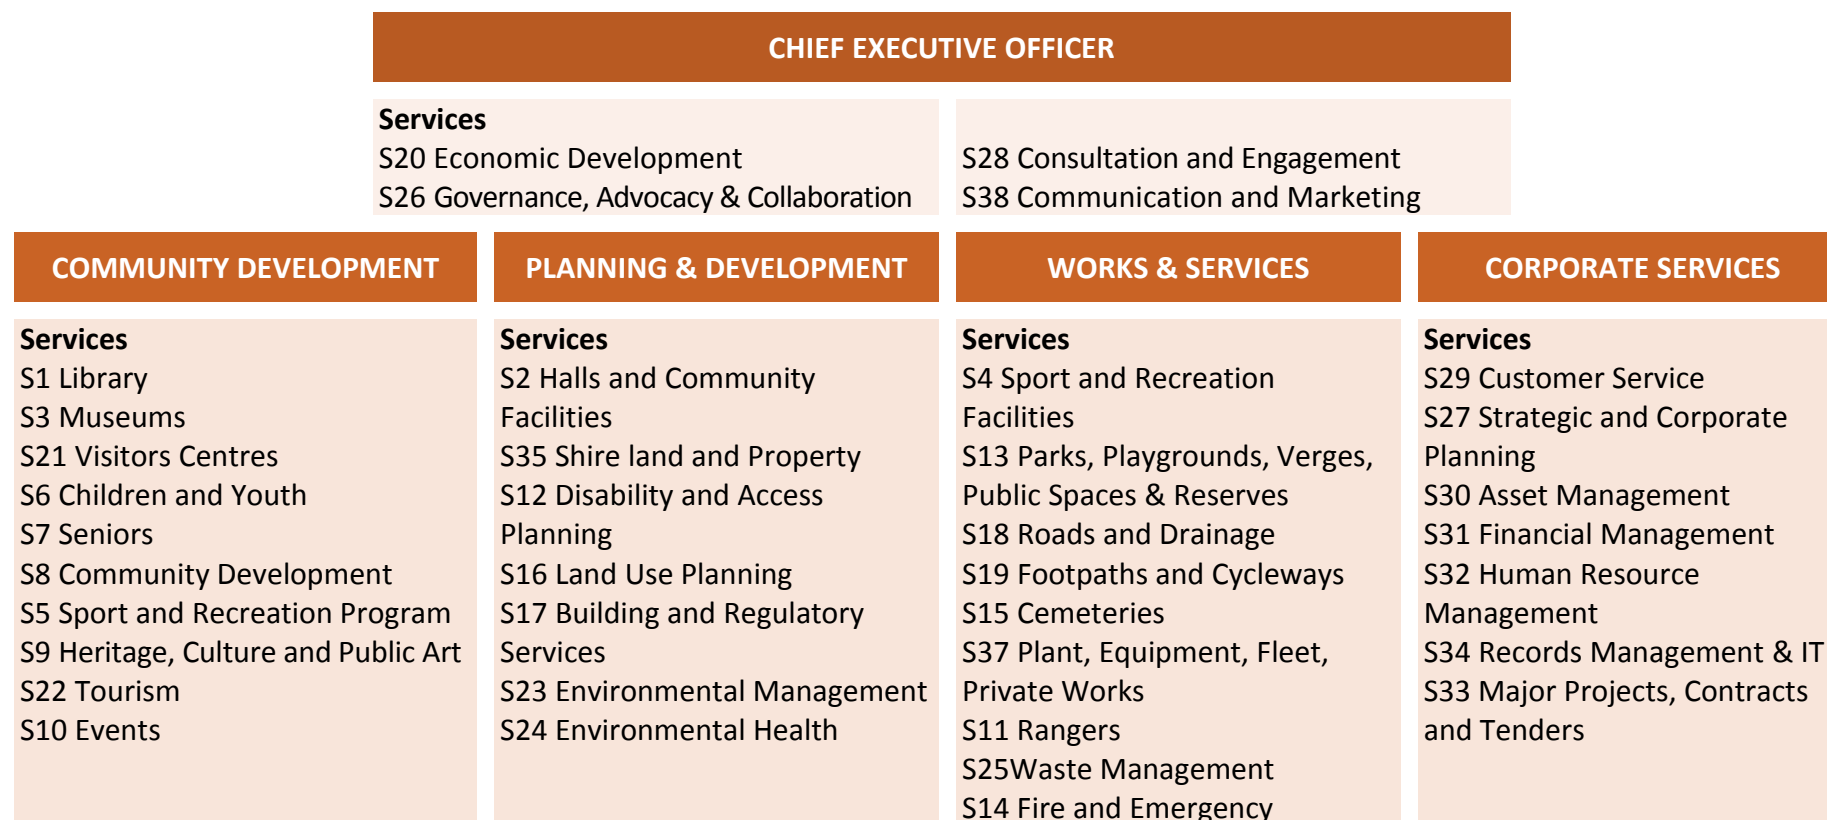 CHIEF EXECUTIVE OFFICER
Services
S20 Economic Development
S26 Governance, Advocacy & Collaboration
S28 Consultation and Engagement
S38 Communication and Marketing
COMMUNITY DEVELOPMENT
Services
S1 Library
S3 Museums
S21 Visitors Centres
S6 Children and Youth
S7 Seniors
S8 Community Development
S5 Sport and Recreation Program
S9 Heritage, Culture and Public Art
S22 Tourism
S10 Events
PLANNING & DEVELOPMENT
Services
S2 Halls and Community
Facilities
S35 Shire land and Property
S12 Disability and Access
Planning
S16 Land Use Planning
S17 Building and Regulatory
Services
S23 Environmental Management
S24 Environmental Health
WORKS & SERVICES
Services
S4 Sport and Recreation
Facilities
S13 Parks, Playgrounds, Verges,
Public Spaces & Reserves
S18 Roads and Drainage
S19 Footpaths and Cycleways
S15 Cemeteries
S37 Plant, Equipment, Fleet,
Private Works
S11 Rangers
S25Waste Management
S14 Fire and Emergency
CORPORATE SERVICES
Services
S29 Customer Service
S27 Strategic and Corporate
Planning
S30 Asset Management
S31 Financial Management
S32 Human Resource
Management
S34 Records Management & IT
S33 Major Projects, Contracts
and Tenders